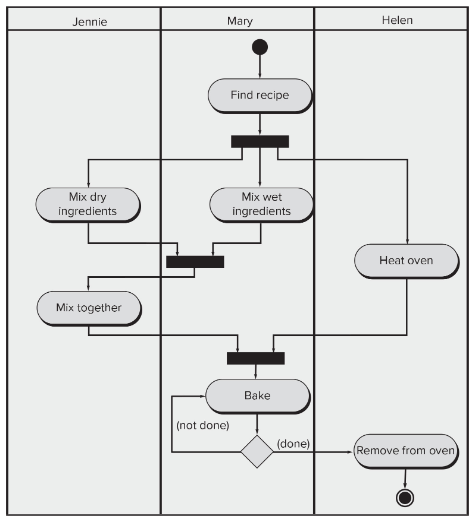 Jennie
Mary
Helen
Find recipe
Mix dry
ingredients
Mix wet
ingredients
Heat oven
Mix together
Bake
(not done)
(done)
Remove from oven